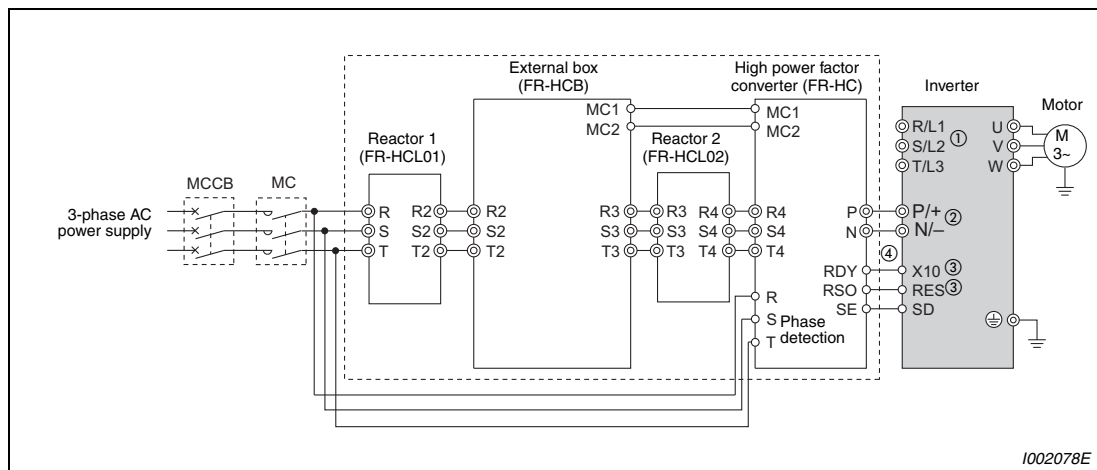 External box
(FR-HCB)
High power factor
converter (FR-HC)
Inverter
Motor
MC1
MC2
MC1
MC2
R/L1
S/L2
T/L3
①
U
V
W
M
3~
Reactor 1
(FR-HCL01)
Reactor 2
(FR-HCL02)
MCCB
MC
3-phase AC
power supply
R
S
T
R2
S2
T2
R2
S2
T2
R3
S3
T3
R3
S3
T3
R4
S4
T4
R4
S4
T4
P
N
P/+
N/–
②
④
RDY
RSO
SE
X10 ③
RES ③
SD
R
S
T
Phase
detection
I002078E